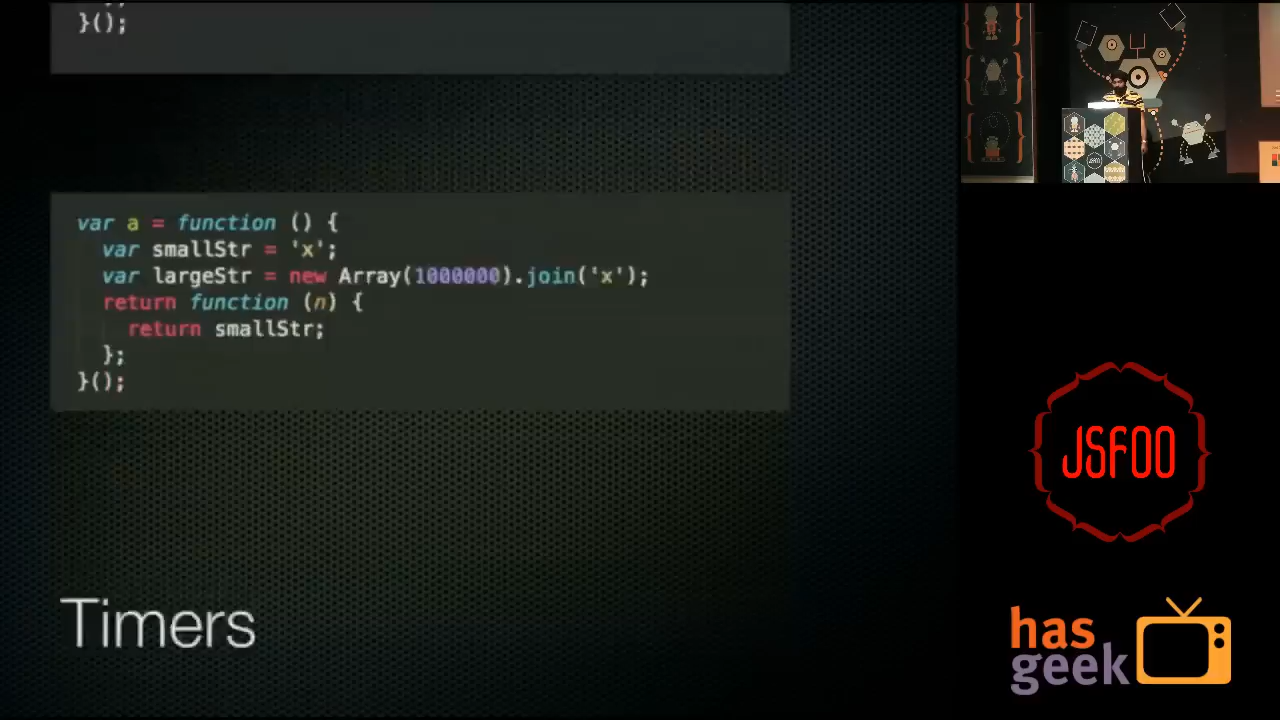 }();
var a = function () {
var smallStr = 'x';
var largeStr = new Array(1000000).join('x');
return function (n) {
return smallStr;
};
}();
Timers
JSFOO
has
geek